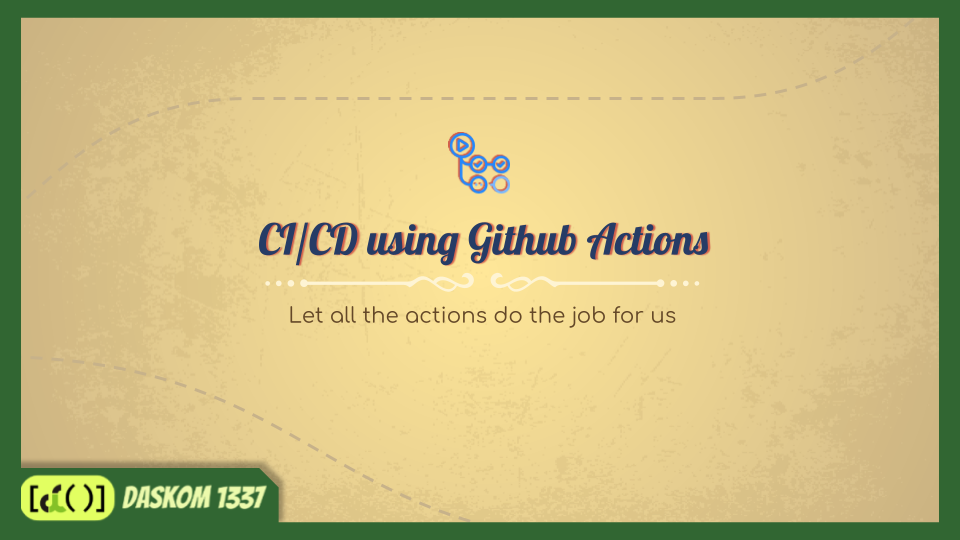 CI/CD using Github Actions
Let all the actions do the job for us
[d()] DASKOM 1337